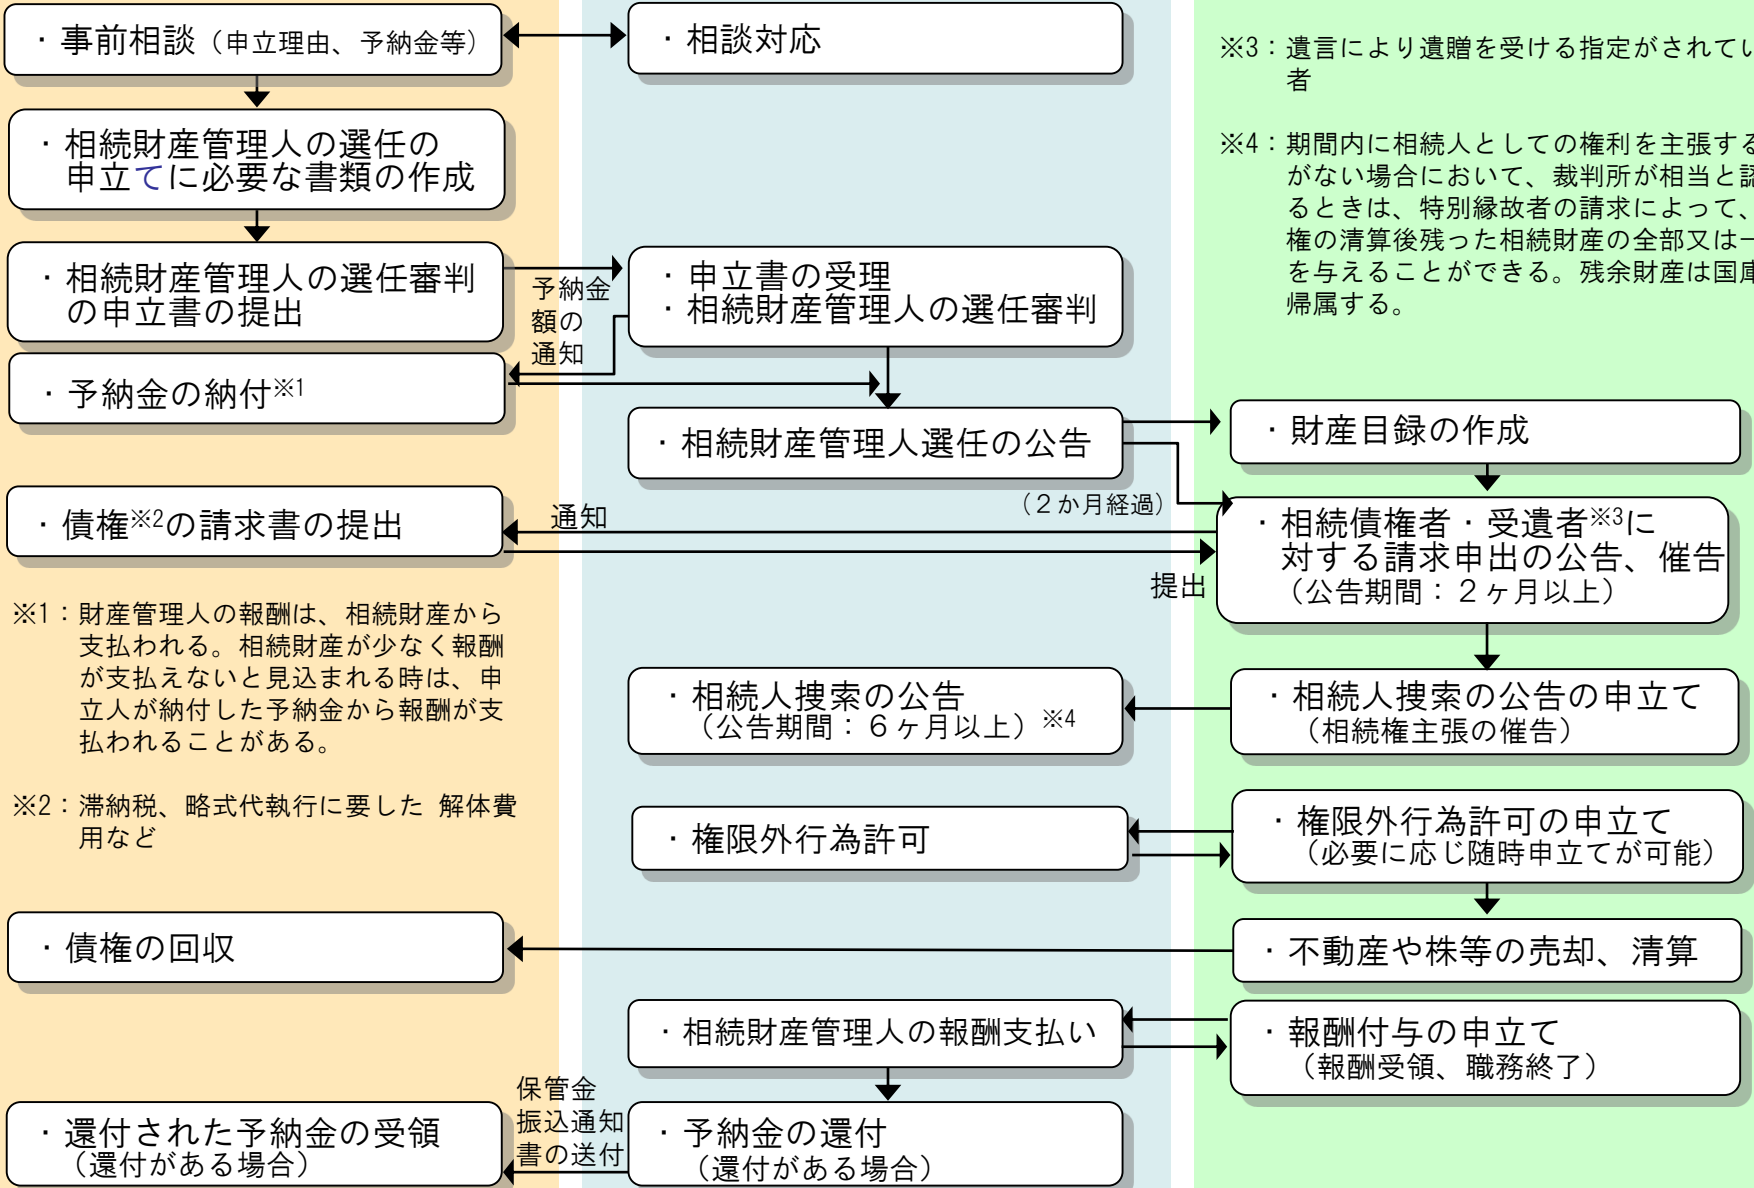 ・事前相談（申立理由、予納金等）
・相続財産管理人の選任の
申立てに必要な書類の作成
・相続財産管理人の選任審判
の申立書の提出
・予納金の納付※1
・債権※2の請求書の提出
※1：財産管理人の報酬は、相続財産から
支払われる。相続財産が少なく報酬
が支払えないと見込まれる時は、申
立人が納付した予納金から報酬が支
払われることがある。
※2：滞納税、略式代執行に要した 解体費
用など
・債権の回収
・還付された予納金の受領
（還付がある場合）
予納金
額の
通知
通知
保管金
振込通知
書の送付
・相談対応
・申立書の受理
・相続財産管理人の選任審判
・相続財産管理人選任の公告
（２か月経過）
提出
・相続人捜索の公告
（公告期間：６ヶ月以上）※4
・権限外行為許可
・相続財産管理人の報酬支払い
・予納金の還付
（還付がある場合）
※3：遺言により遺贈を受ける指定がされてい
者
※4：期間内に相続人としての権利を主張する
がない場合において、裁判所が相当と認
るときは、特別縁故者の請求によって、
権の清算後残った相続財産の全部又は一
を与えることができる。残余財産は国庫
帰属する。
・財産目録の作成
・相続債権者・受遺者※3に
対する請求申出の公告、催告
（公告期間：２ヶ月以上）
・相続人捜索の公告の申立て
（相続権主張の催告）
・権限外行為許可の申立て
（必要に応じ随時申立てが可能）
・不動産や株等の売却、清算
・報酬付与の申立て
（報酬受領、職務終了）